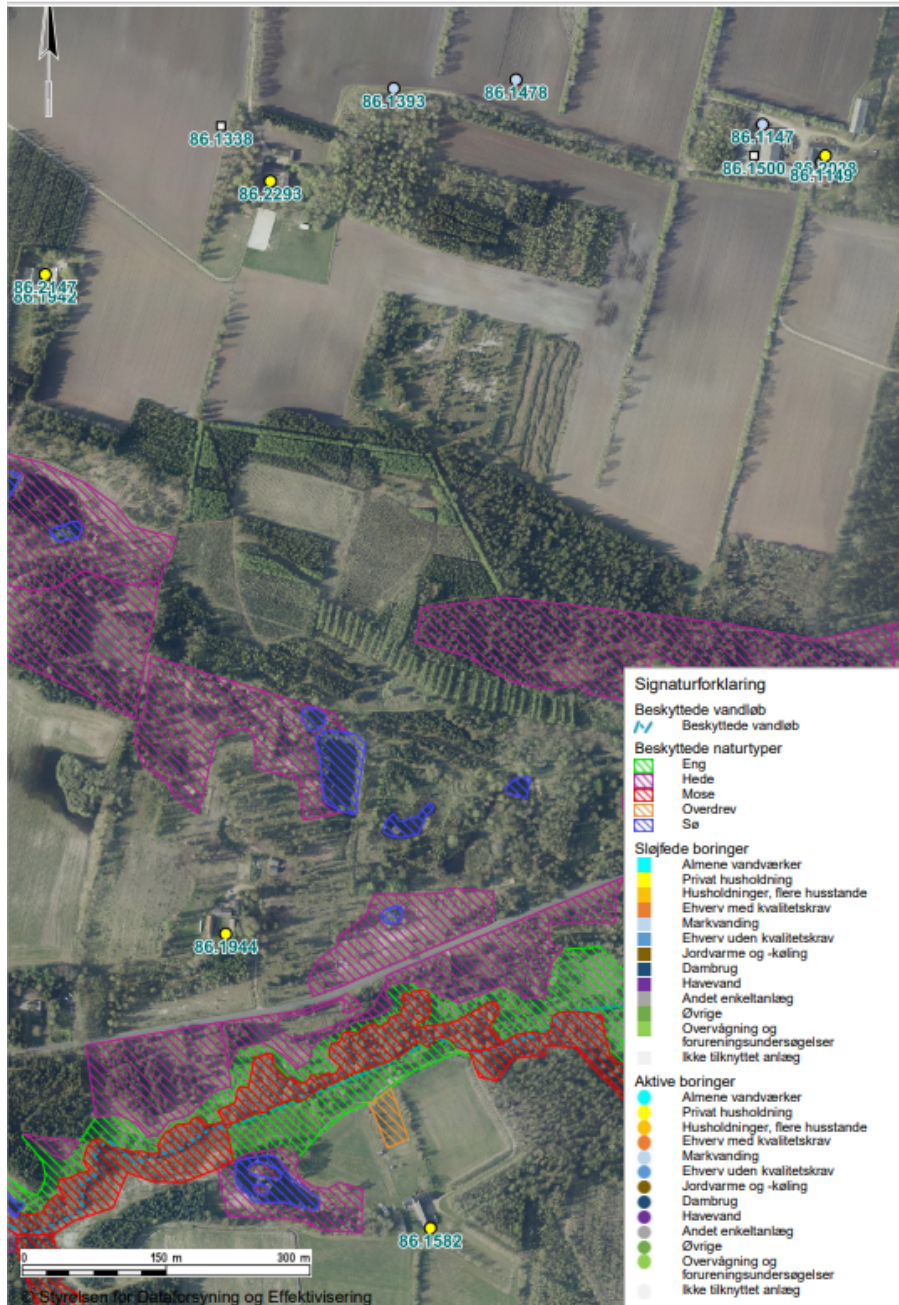 86.1393
86.1478
86.1338
86.1147
86.1500
86.1149
86.2293
86.2147
86.1942
86.1944
86.1582
0
150 m
300 m
© Styrelsen for Dataforsyning og Effektivisering
Signaturforklaring
Beskyttede vandløb
Beskyttede vandløb
Beskyttede naturtyper
Eng
Hede
Mose
Overdrev
Sø
Sløjfede boringer
Almene vandværker
Privat husholdning
Husholdninger, flere husstande
Ehverv med kvalitetskrav
Markvanding
Ehverv uden kvalitetskrav
Jordvarme og -køling
Dambrug
Havevand
Andet enkeltanlæg
Øvrige
Overvågning og
forureningsundersøgelser
Ikke tilknyttet anlæg
Aktive boringer
Almene vandværker
Privat husholdning
Husholdninger, flere husstande
Ehverv med kvalitetskrav
Markvanding
Ehverv uden kvalitetskrav
Jordvarme og -køling
Dambrug
Havevand
Andet enkeltanlæg
Øvrige
Overvågning og
forureningsundersøgelser
Ikke tilknyttet anlæg